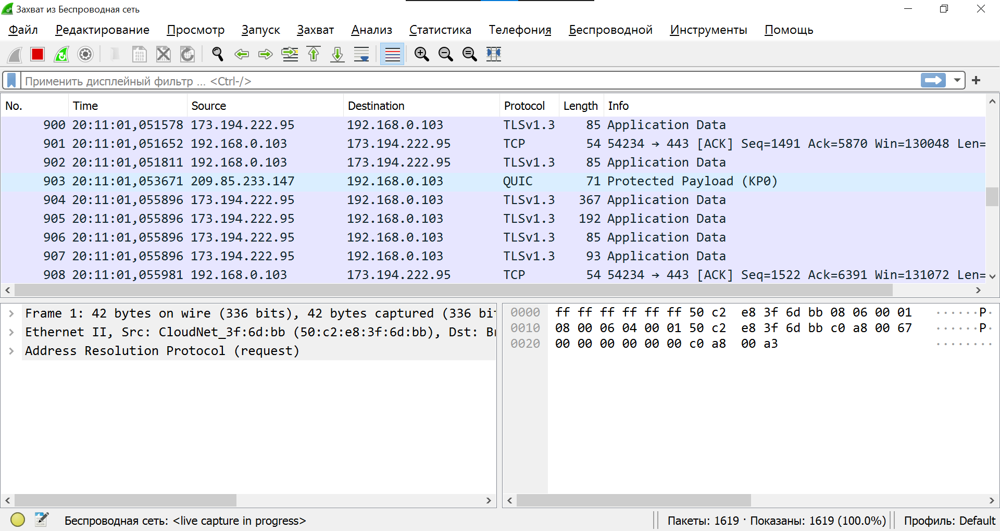 Захват из Беспроводная сеть
Файл Редактирование Просмотр Запуск Захват Анализ Статистика Телефония Беспроводной Инструменты Помощь
Применить дисплейный фильтр ... <Ctrl-/>
No. Time Source Destination Protocol Length Info
900 20:11:01,051578 173.194.222.95 192.168.0.103 TLSv1.3 85 Application Data
901 20:11:01,051652 192.168.0.103 173.194.222.95 TCP 54 54234 → 443 [ACK] Seq=1491 Ack=5870 Win=130048 Len=
902 20:11:01,051811 192.168.0.103 173.194.222.95 TLSv1.3 85 Application Data
903 20:11:01,053671 209.85.233.147 192.168.0.103 QUIC 71 Protected Payload (KP0)
904 20:11:01,055896 173.194.222.95 192.168.0.103 TLSv1.3 367 Application Data
905 20:11:01,055896 173.194.222.95 192.168.0.103 TLSv1.3 192 Application Data
906 20:11:01,055896 173.194.222.95 192.168.0.103 TLSv1.3 85 Application Data
907 20:11:01,055896 173.194.222.95 192.168.0.103 TLSv1.3 93 Application Data
908 20:11:01,055981 192.168.0.103 173.194.222.95 TCP 54 54234 → 443 [ACK] Seq=1522 Ack=6391 Win=131072 Len=
Frame 1: 42 bytes on wire (336 bits), 42 bytes captured (336 bi
Ethernet II, Src: CloudNet_3f:6d:bb (50:c2:e8:3f:6d:bb), Dst: Br
Address Resolution Protocol (request)
0000 ff ff ff ff ff ff 50 c2 e8 3f 6d bb 08 06 00 01 ······P·
0010 08 00 06 04 00 01 50 c2 e8 3f 6d bb c0 a8 00 67 ······P·
0020 00 00 00 00 00 00 c0 a8 00 a3 ········
Беспроводная сеть: <live capture in progress>
Пакеты: 1619 · Показаны: 1619 (100.0%)
Профиль: Default